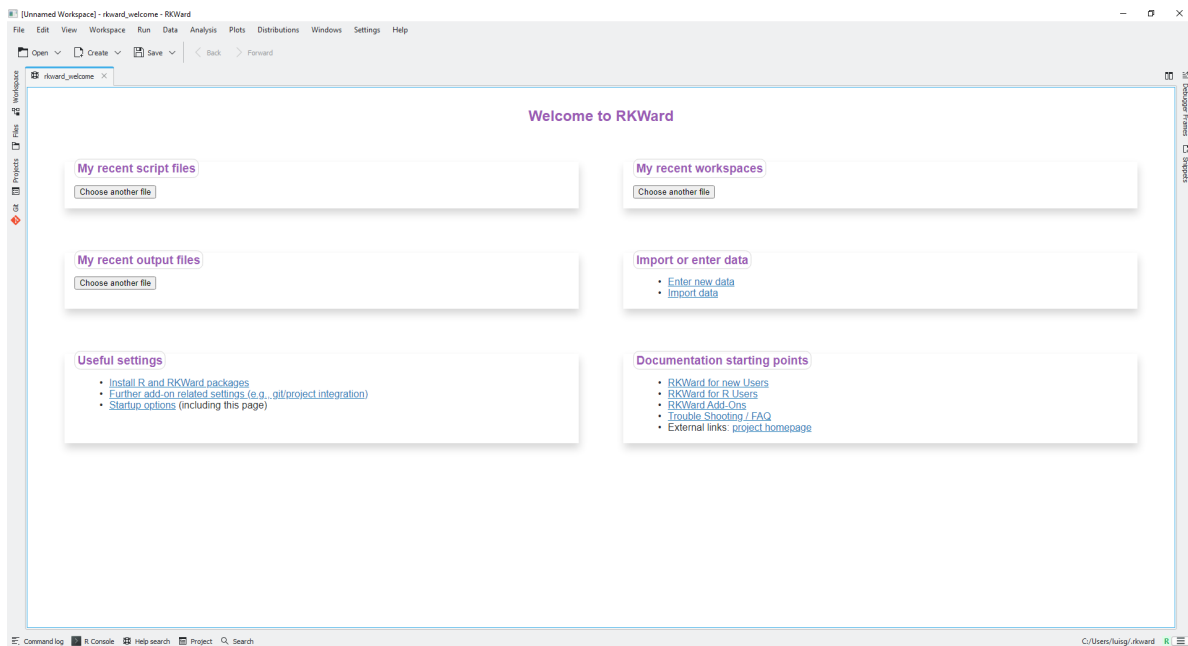 [Unnamed Workspace] - rkward_welcome - RKWard
File Edit View Workspace Run Data Analysis Plots Distributions Windows Settings Help
Open Create Save Back Forward
rkward_welcome
Workspace
Files
Projects
Git
Debugger Frames
Snippets
Welcome to RKWard
My recent script files
Choose another file
My recent workspaces
Choose another file
My recent output files
Choose another file
Import or enter data
• Enter new data
• Import data
Useful settings
• Install R and RKWard packages
• Further add-on related settings (e.g., git/project integration)
• Startup options (including this page)
Documentation starting points
• RKWard for new Users
• RKWard for R Users
• RKWard Add-Ons
• Trouble Shooting / FAQ
• External links: project homepage
Command log R Console Help search Project Search
C:/Users/luisg/.rkward R